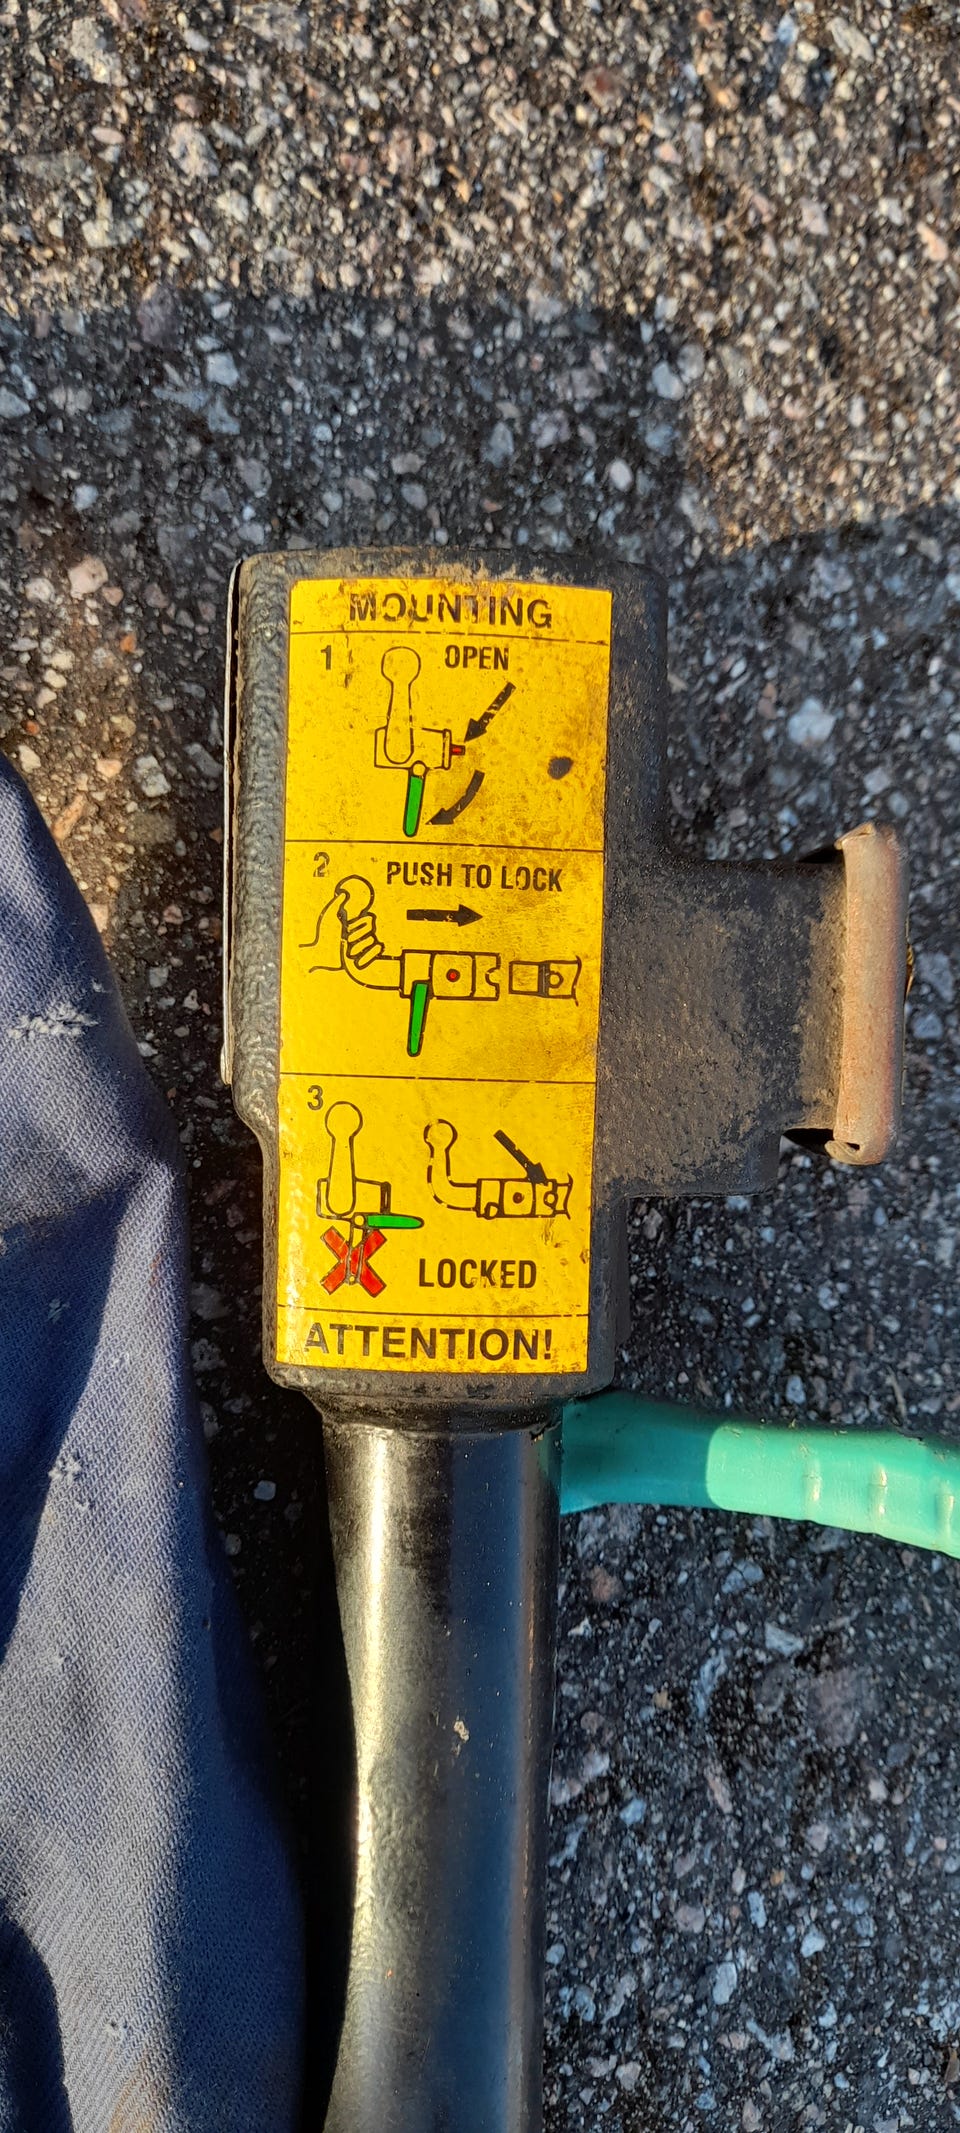 MOUNTING
1 OPEN
2 PUSH TO LOCK
3
LOCKED
ATTENTION!